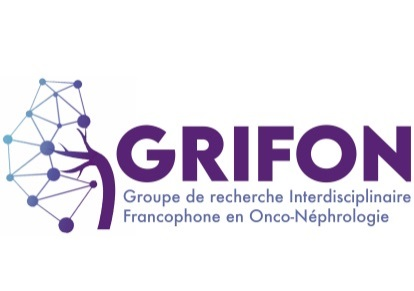 GRIFON
Groupe de recherche Interdisciplinaire
Francophone en Onco-Néphrologie